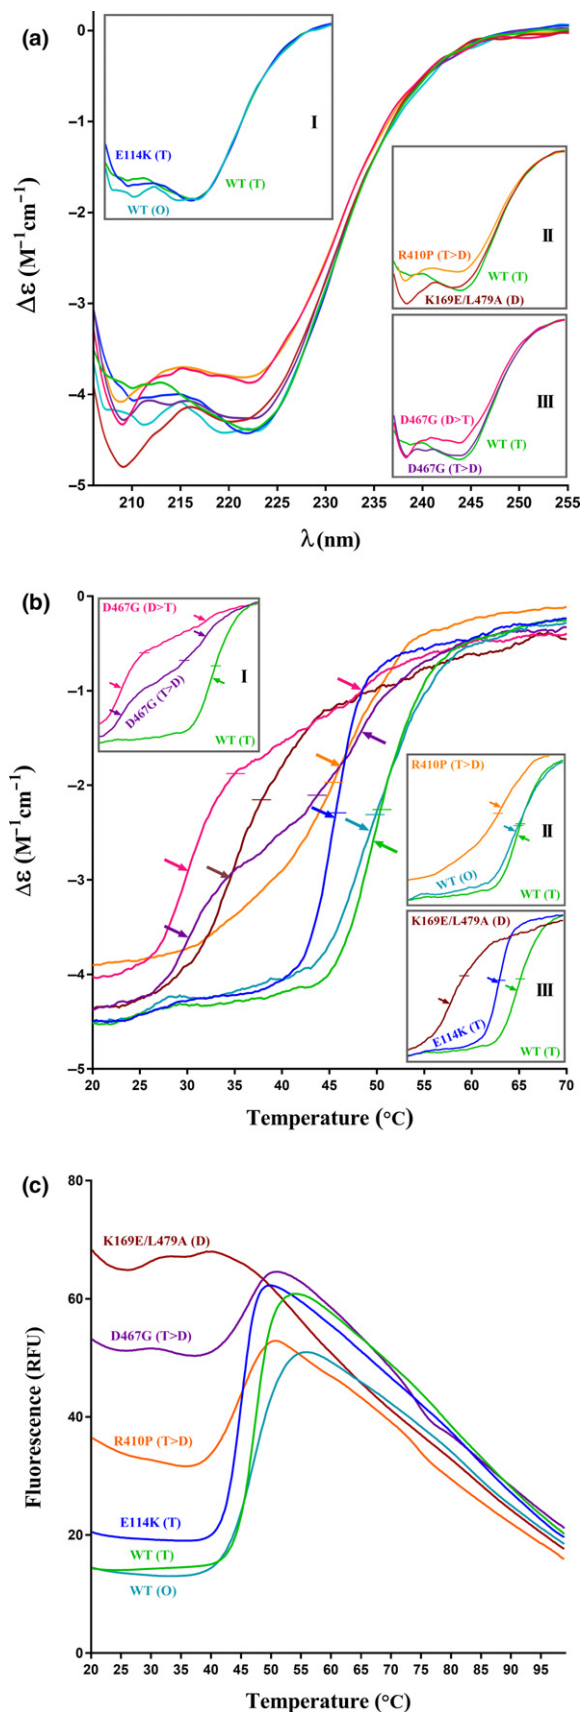 (a)
0
−1
−2
−3
−4
−5
Δε (M⁻¹cm⁻¹)
I
E114K (T)
WT (T)
WT (O)
II
R410P (T>D)
WT (T)
K169E/L479A (D)
III
D467G (D>T)
WT (T)
D467G (T>D)
210 215 220 225 230 235 240 245 250 255
λ (nm)
(b)
0
−1
−2
−3
−4
−5
Δε (M⁻¹cm⁻¹)
D467G (D>T)
I
D467G (T>D)
WT (T)
R410P (T>D)
II
WT (O)
WT (T)
K169E/L479A (D)
III
E114K (T)
WT (T)
20 25 30 35 40 45 50 55 60 65 70
Temperature (°C)
(c)
80
60
40
20
0
Fluorescence (RFU)
K169E/L479A (D)
D467G (T>D)
R410P (T>D)
E114K (T)
WT (T)
WT (O)
20 25 30 35 40 45 50 55 60 65 70 75 80 85 90 95
Temperature (°C)